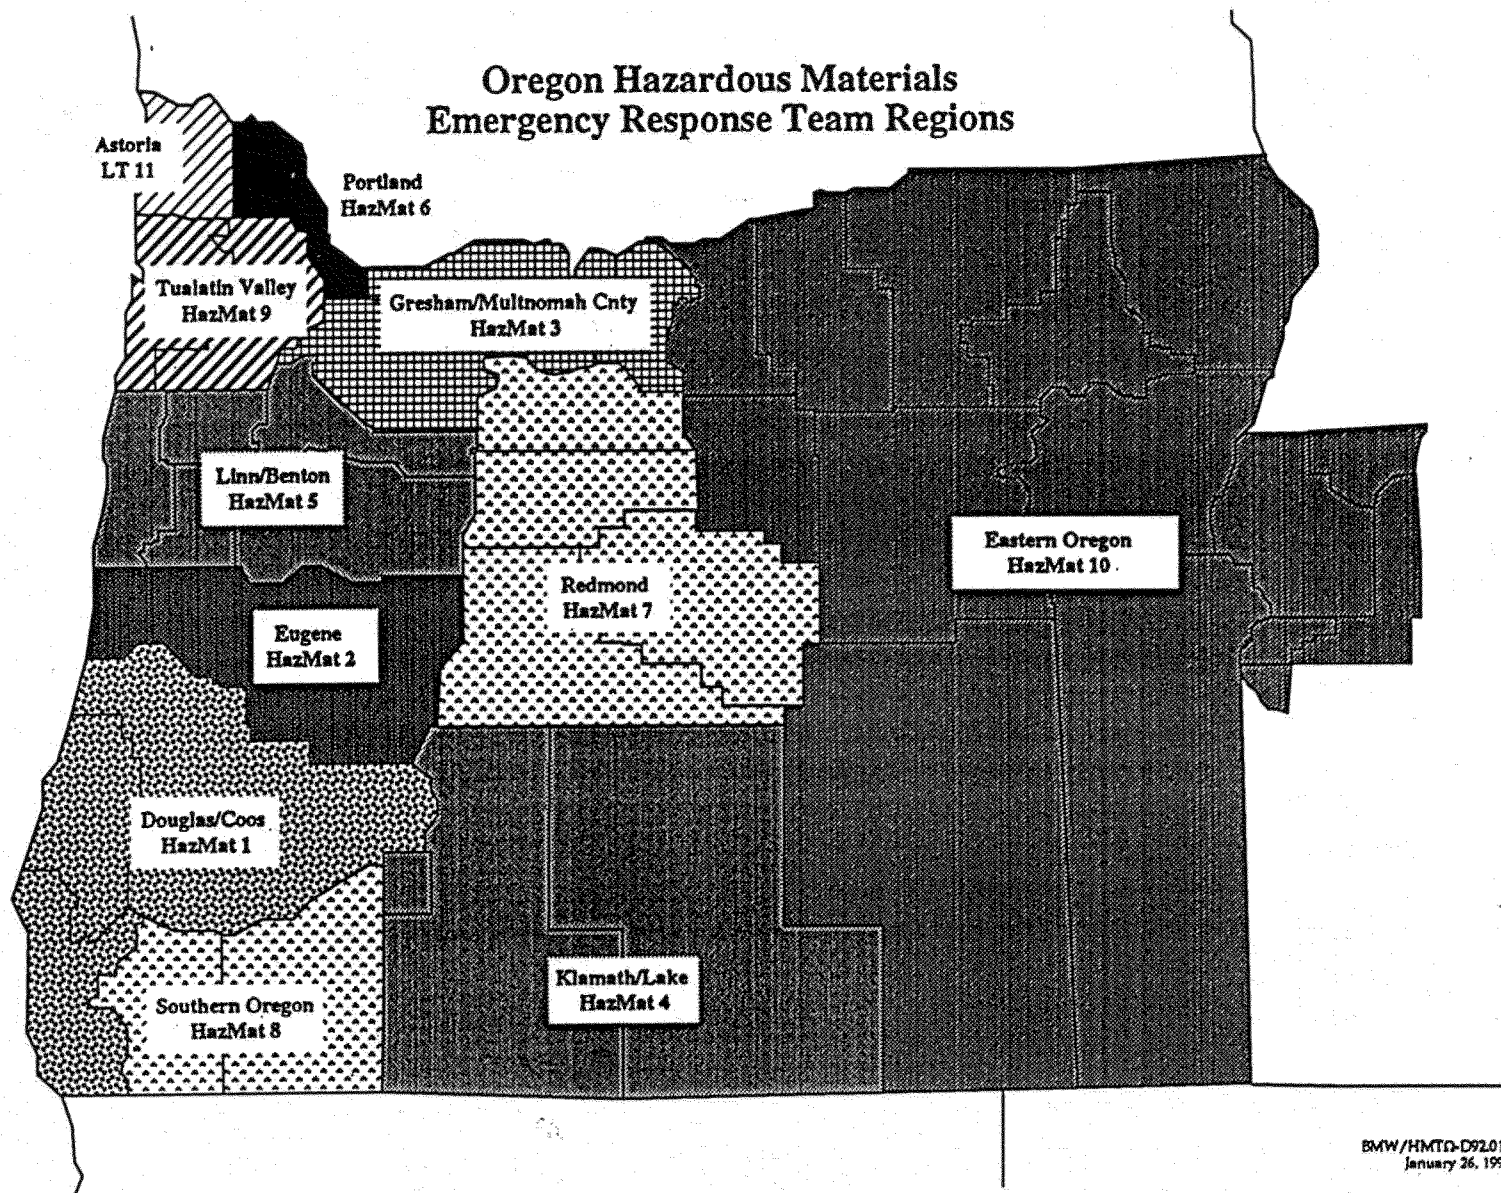 Oregon Hazardous Materials
Emergency Response Team Regions
Astoria
LT 11
Portland
HazMat 6
Tualatin Valley
HazMat 9
Gresham/Multnomah Cnty
HazMat 3
Linn/Benton
HazMat 5
Eastern Oregon
HazMat 10
Redmond
HazMat 7
Eugene
HazMat 2
Douglas/Coos
HazMat 1
Klamath/Lake
HazMat 4
Southern Oregon
HazMat 8
January 26,